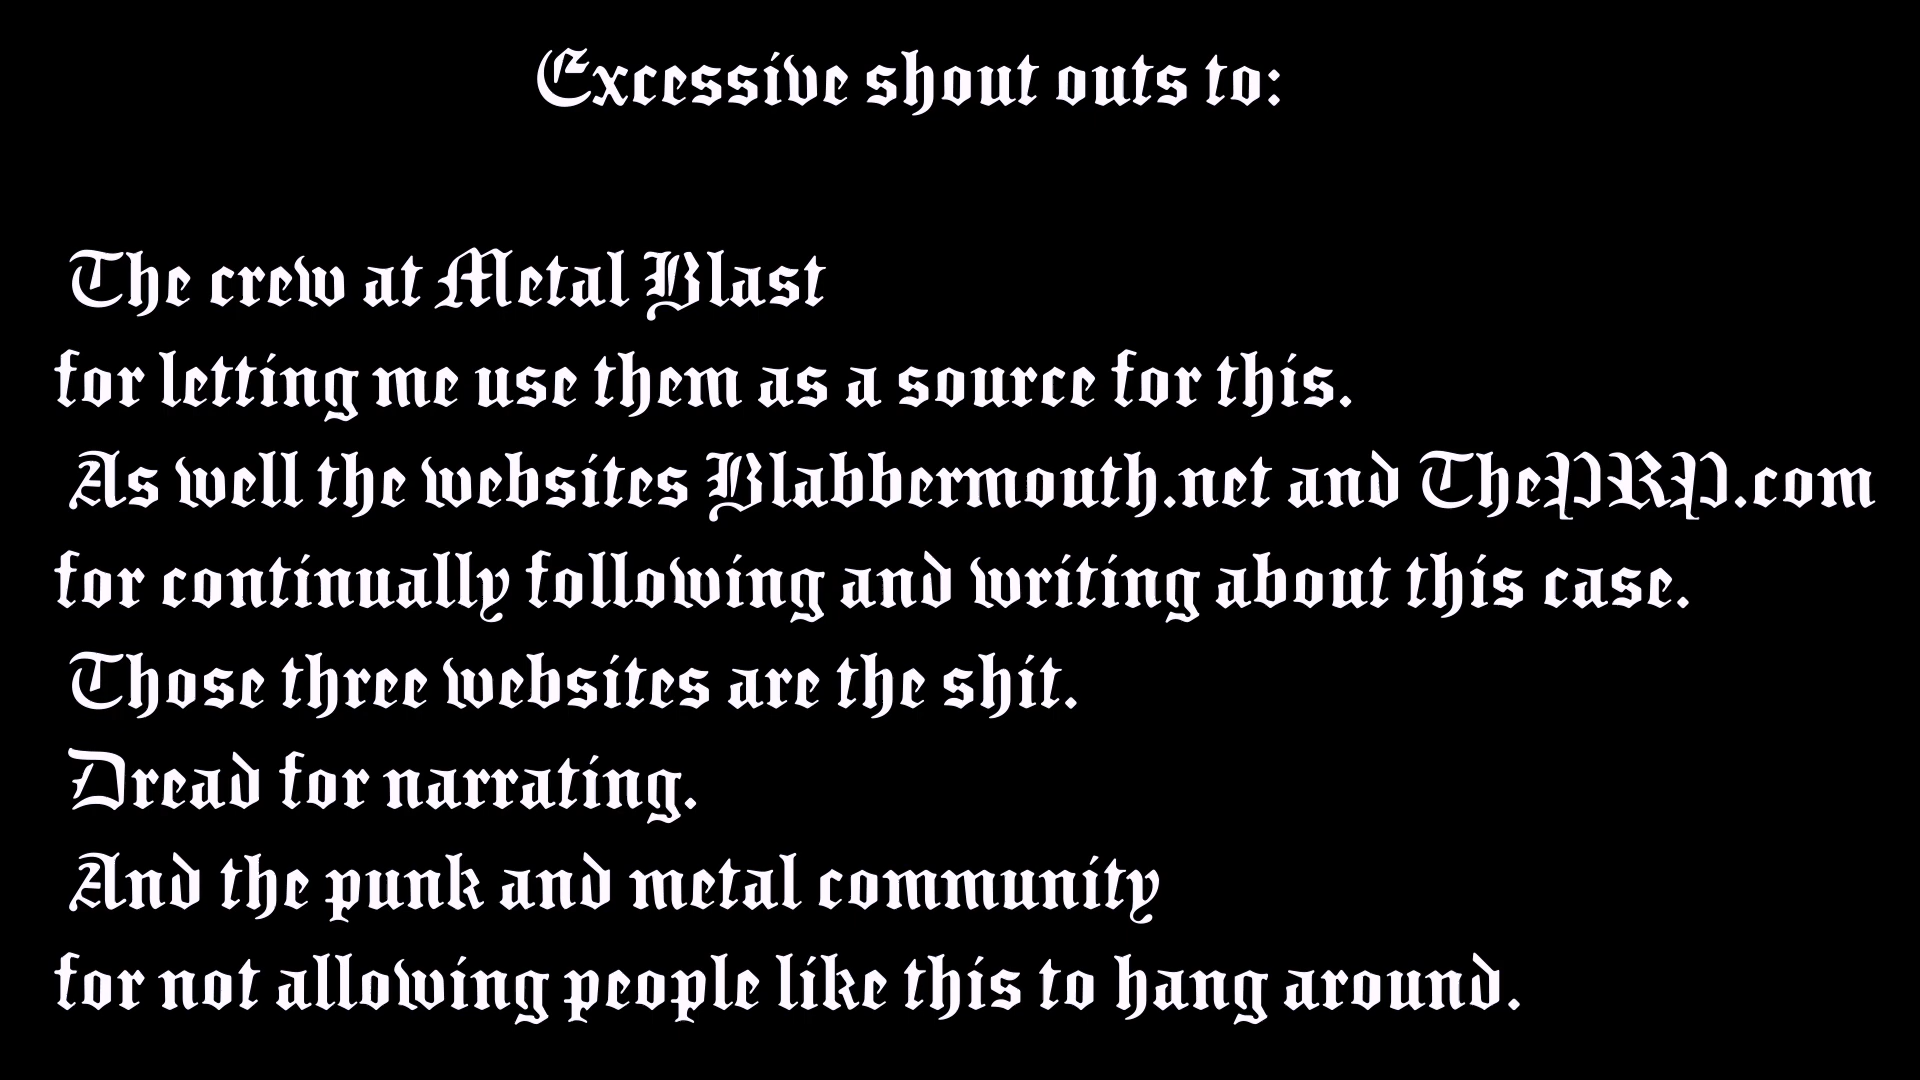 Excessive shout outs to:
The crew at Metal Blast
for letting me use them as a source for this.
As well the websites Blabbermouth.net and ThePRP.com
for continually following and writing about this case.
Those three websites are the shit.
Dread for narrating.
And the punk and metal community
for not allowing people like this to hang around.